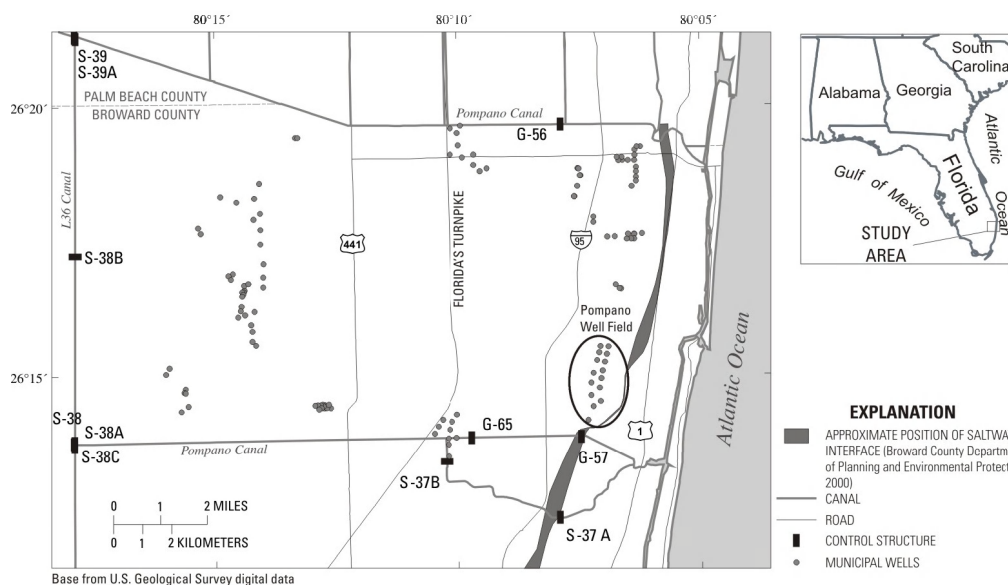 80°15′
80°10′
80°05′
S-39
S-39A
26°20′
PALM BEACH COUNTY
BROWARD COUNTY
Pompano Canal
G-56
L36 Canal
441
FLORIDA'S TURNPIKE
95
S-38B
Pompano
Well Field
26°15′
Atlantic Ocean
S-38
S-38A
S-38C
Pompano Canal
G-65
G-57
1
S-37B
S-37 A
0 1 2 MILES
0 1 2 KILOMETERS
Base from U.S. Geological Survey digital data
South
Carolina
Alabama
Georgia
Atlantic
Ocean
Florida
Gulf of Mexico
STUDY
AREA
EXPLANATION
APPROXIMATE POSITION OF SALTWA
INTERFACE (Broward County Departm
of Planning and Environmental Protect
2000)
CANAL
ROAD
CONTROL STRUCTURE
MUNICIPAL WELLS